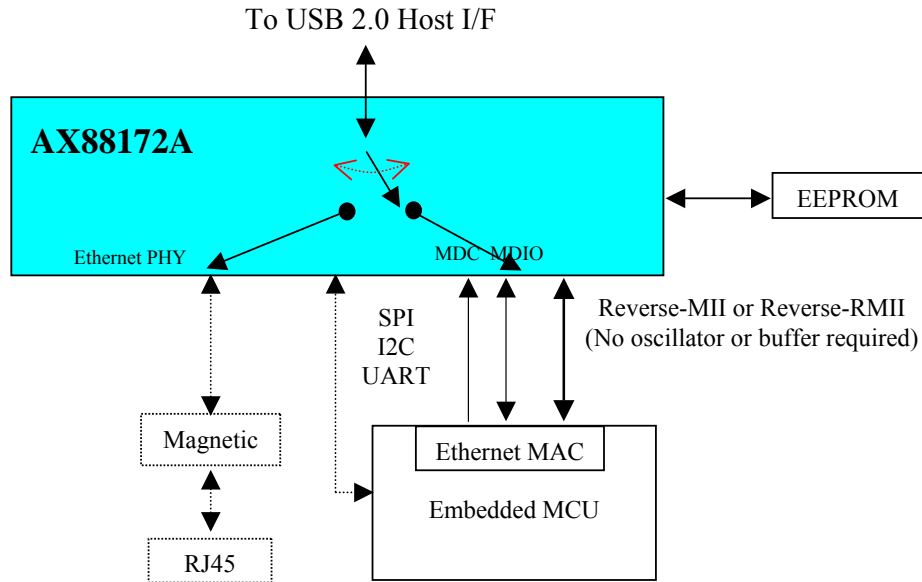 To USB 2.0 Host I/F
AX88172A
EEPROM
Ethernet PHY
MDC MDIO
SPI
I2C
UART
Reverse-MII or Reverse-RMII
(No oscillator or buffer required)
Magnetic
Ethernet MAC
Embedded MCU
RJ45